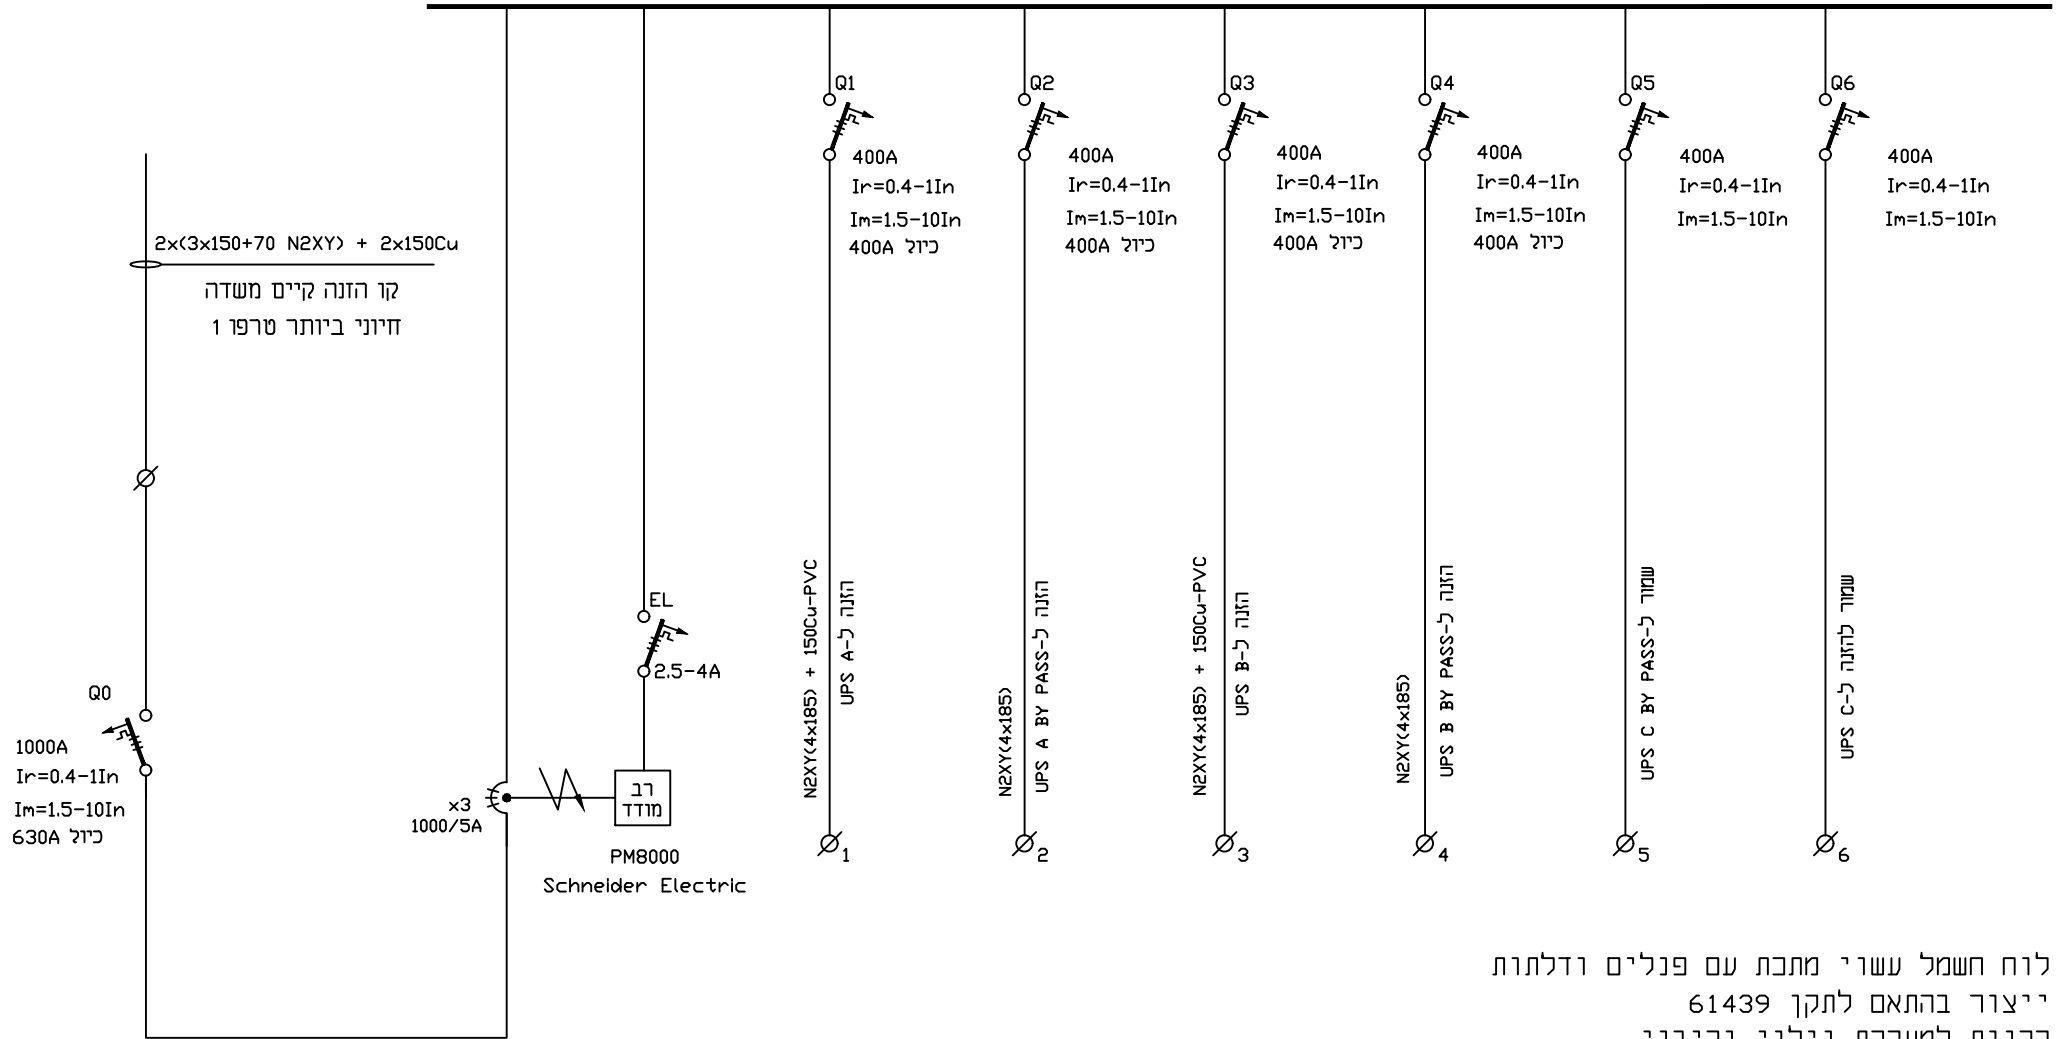 2x(3x150+70 N2XY) + 2x150Cu
קו הזנה קיים משדה
חיוני ביותר טרפו 1
Q0
1000A
Ir=0.4-1In
Im=1.5-10In
כיול 630A
x3
1000/5A
EL
2.5-4A
רב
מודד
PM8000
Schneider Electric
Q1
400A
Ir=0.4-1In
Im=1.5-10In
כיול 400A
N2XY(4x185) + 150Cu-PVC
הזנה ל-UPS A
1
Q2
400A
Ir=0.4-1In
Im=1.5-10In
כיול 400A
N2XY(4x185)
הזנה ל-UPS A BY PASS
2
Q3
400A
Ir=0.4-1In
Im=1.5-10In
כיול 400A
N2XY(4x185) + 150Cu-PVC
הזנה ל-UPS B
3
Q4
400A
Ir=0.4-1In
Im=1.5-10In
כיול 400A
N2XY(4x185)
הזנה ל-UPS B BY PASS
4
Q5
400A
Ir=0.4-1In
Im=1.5-10In
שמור ל-UPS C BY PASS
5
Q6
400A
Ir=0.4-1In
Im=1.5-10In
שמור להזנה ל-UPS C
6
לוח חשמל עשוי מתכת עם פנלים ודלתות
ייצור בהתאם לתקן 61439